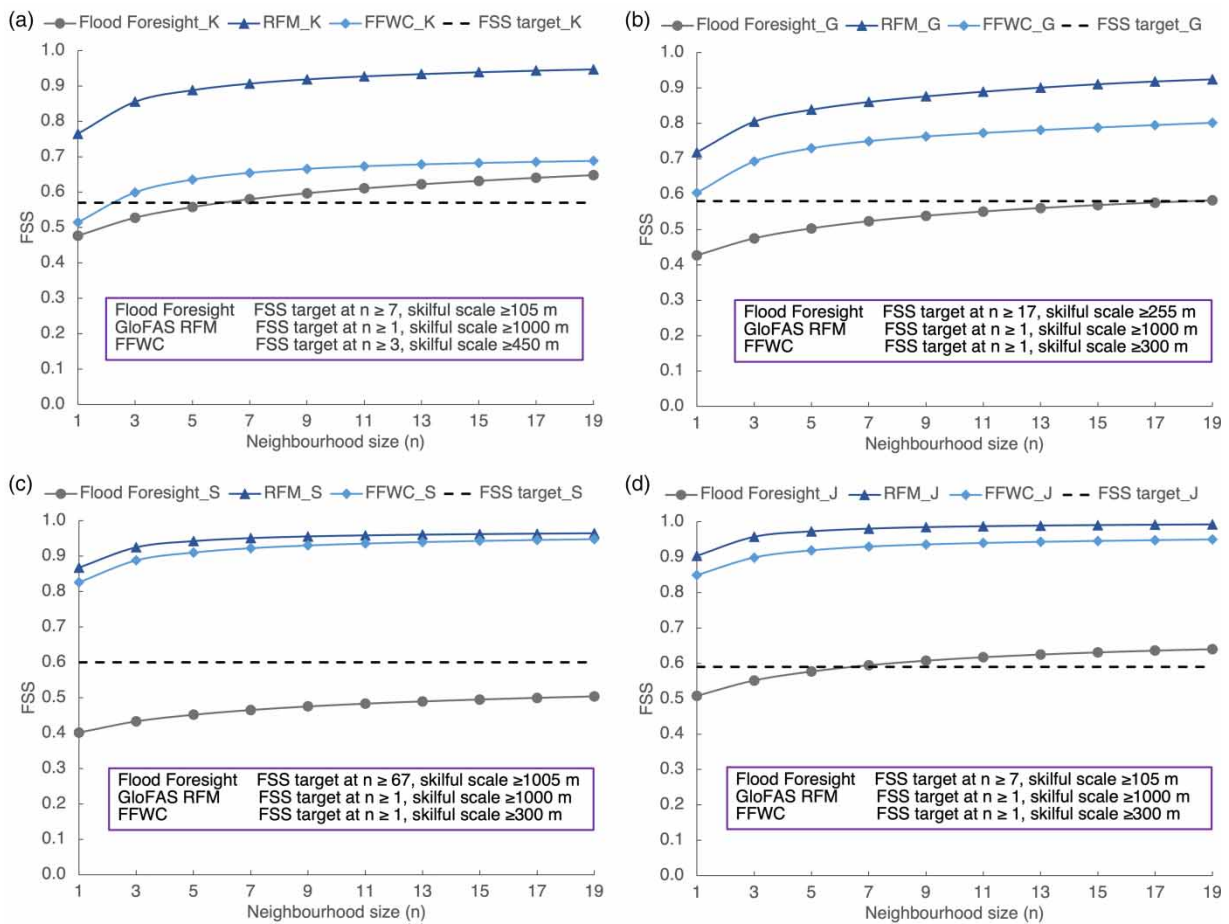 (a)
Flood Foresight_K RFM_K FFWC_K FSS target_K
1.0
0.9
0.8
0.7
0.6
0.5
0.4
0.3
0.2
0.1
0.0
FSS
Flood Foresight FSS target at n ≥ 7, skilful scale ≥105 m
GloFAS RFM FSS target at n ≥ 1, skilful scale ≥1000 m
FFWC FSS target at n ≥ 3, skilful scale ≥450 m
1 3 5 7 9 11 13 15 17 19
Neighbourhood size (n)
(b)
Flood Foresight_G RFM_G FFWC_G FSS target_G
1.0
0.9
0.8
0.7
0.6
0.5
0.4
0.3
0.2
0.1
0.0
FSS
Flood Foresight FSS target at n ≥ 17, skilful scale ≥255 m
GloFAS RFM FSS target at n ≥ 1, skilful scale ≥1000 m
FFWC FSS target at n ≥ 1, skilful scale ≥300 m
1 3 5 7 9 11 13 15 17 19
Neighbourhood size (n)
(c)
Flood Foresight_S RFM_S FFWC_S FSS target_S
1.0
0.9
0.8
0.7
0.6
0.5
0.4
0.3
0.2
0.1
0.0
FSS
Flood Foresight FSS target at n ≥ 67, skilful scale ≥1005 m
GloFAS RFM FSS target at n ≥ 1, skilful scale ≥1000 m
FFWC FSS target at n ≥ 1, skilful scale ≥300 m
1 3 5 7 9 11 13 15 17 19
Neighbourhood size (n)
(d)
Flood Foresight_J RFM_J FFWC_J FSS target_J
1.0
0.9
0.8
0.7
0.6
0.5
0.4
0.3
0.2
0.1
0.0
FSS
Flood Foresight FSS target at n ≥ 7, skilful scale ≥105 m
GloFAS RFM FSS target at n ≥ 1, skilful scale ≥1000 m
FFWC FSS target at n ≥ 1, skilful scale ≥300 m
1 3 5 7 9 11 13 15 17 19
Neighbourhood size (n)